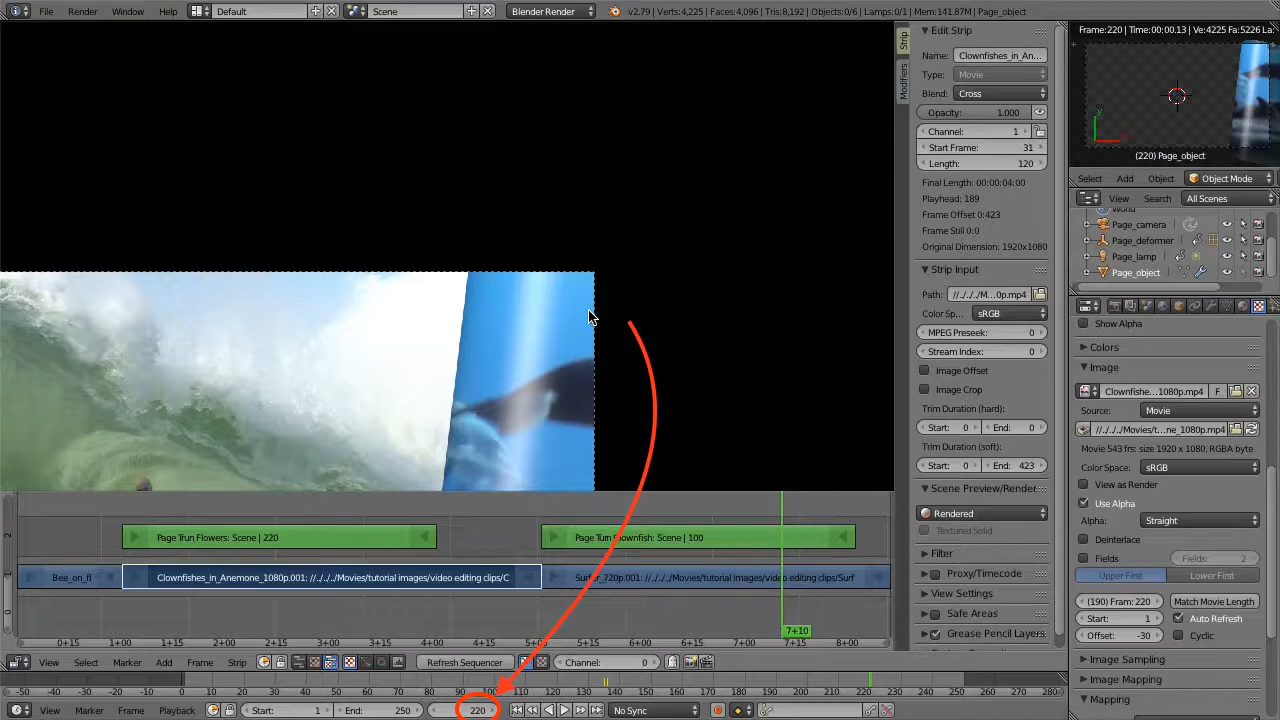 File Render Window Help Default Scene Blender Render v2.79 | Verts:4,225 | Faces:4,096 | Tris:8,192 | Objects:0/6 | Lamps:0/1 | Mem:141.87M | Page_object
Edit Strip
Name: Clownfishes_in_An...
Type: Movie
Blend: Cross
Opacity: 1.000
Channel: 1
Start Frame: 31
Length: 120
Final Length: 00:00:04:00
Playhead: 189
Frame Offset 0:423
Frame Still 0:0
Original Dimension: 1920x1080
Strip Input
Path: //././M...0p.mp4
Color Sp... sRGB
MPEG Preseek: 0
Stream Index: 0
Image Offset
Image Crop
Trim Duration (hard):
Start: 0 End: 0
Trim Duration (soft):
Start: 0 End: 423
Scene Preview/Render
Rendered
Textured Solid
Filter
Proxy/Timecode
View Settings
Safe Areas
Grease Pencil Layers
Strip
Modifiers
Frame:220 | Time:00:00.13 | Ve:4225 Fa:5226 La:
y
(220) Page_object
Select Add Object Object Mode
View Search All Scenes
Page_camera
Page_deformer
Page_lamp
Page_object
Show Alpha
Colors
Image
Clownfishe...1080p.mp4 F
Source: Movie
//././Movies/t...ne_1080p.mp4
Movie 543 frs: size 1920 x 1080, RGBA byte
Color Space: sRGB
View as Render
Use Alpha
Alpha: Straight
Deinterlace
Fields Fields: 2
Upper First Lower First
(190) Fram: 220 Match Movie Length
Start: 1 Auto Refresh
Offset: -30 Cyclic
Image Sampling
Image Mapping
Mapping
2
Page Trun Flowers: Scene | 220 Page Turn Clownfish: Scene | 100
1
Bee_on_fl Clownfishes_in_Anemone_1080p.001: //././../Movies/tutorial images/video editing clips/C Surfer_720p.001: //././../Movies/tutorial images/video editing clips/Surf
0
7+10
0+15 1+00 1+15 2+00 2+15 3+00 3+15 4+00 4+15 5+00 5+15 6+00 6+15 7+00 7+15 8+00
View Select Marker Add Frame Strip Refresh Sequencer Channel: 0
-50 -40 -30 -20 -10 0 10 20 30 40 50 60 70 80 90 100 110 120 130 140 150 160 170 180 190 200 210 220 230 240 250 260 270 280
View Marker Frame Playback Start: 1 End: 250 220 No Sync